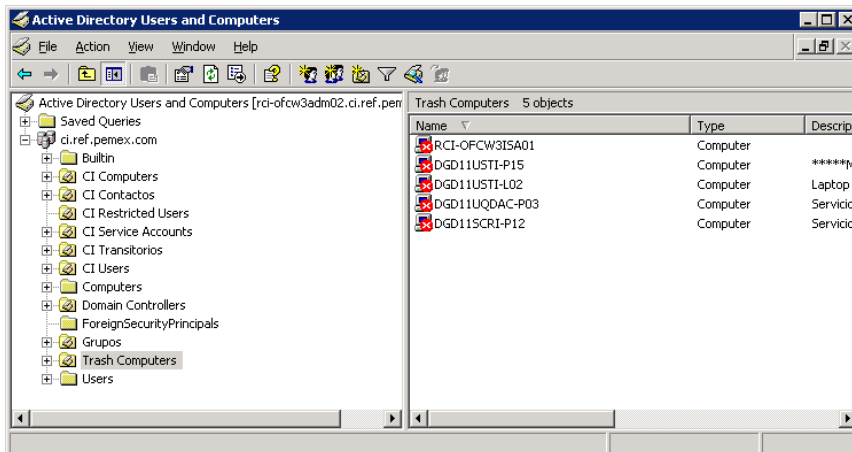 Active Directory Users and Computers
File Action View Window Help
Active Directory Users and Computers [rci-ofcw3adm02.ci.ref.pem
Saved Queries
ci.ref.pemex.com
Builtin
CI Computers
CI Contactos
CI Restricted Users
CI Service Accounts
CI Transitorios
CI Users
Computers
Domain Controllers
ForeignSecurityPrincipals
Grupos
Trash Computers
Users
Trash Computers 5 objects
Name Type Descrip
RCI-OFCW3ISA01 Computer
DGD11USTI-P15 Computer *****M
DGD11USTI-L02 Computer Laptop
DGD11UQDAC-P03 Computer Servicio
DGD11SCRI-P12 Computer Servicio